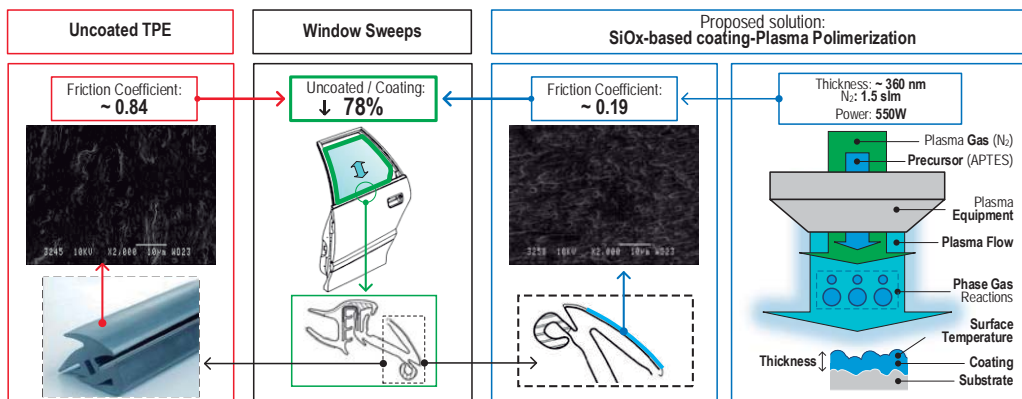 Uncoated TPE
Window Sweeps
Proposed solution:
SiOx-based coating-Plasma Polimerization
Friction Coefficient:
~ 0.84
Uncoated / Coating:
↓ 78%
Friction Coefficient:
~ 0.19
Thickness: ~ 360 nm
N₂: 1.5 slm
Power: 550W
Plasma Gas (N₂)
Precursor (APTES)
Plasma
Equipment
Plasma Flow
Phase Gas
Reactions
Surface
Temperature
Thickness
Coating
Substrate
3245 10KV X2,000 10µm WD23
10KV X2,000 10µm WD23